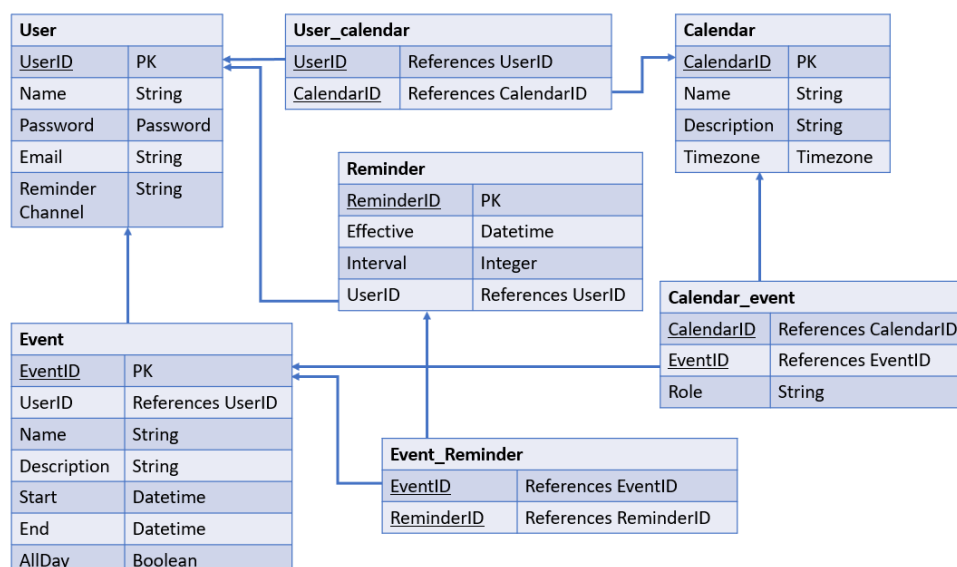 User
UserID PK
Name String
Password Password
Email String
Reminder String
Channel
User_calendar
UserID References UserID
CalendarID References CalendarID
Calendar
CalendarID PK
Name String
Description String
Timezone Timezone
Reminder
ReminderID PK
Effective Datetime
Interval Integer
UserID References UserID
Calendar_event
CalendarID References CalendarID
EventID References EventID
Role String
Event
EventID PK
UserID References UserID
Name String
Description String
Start Datetime
End Datetime
AllDay Boolean
Event_Reminder
EventID References EventID
ReminderID References ReminderID